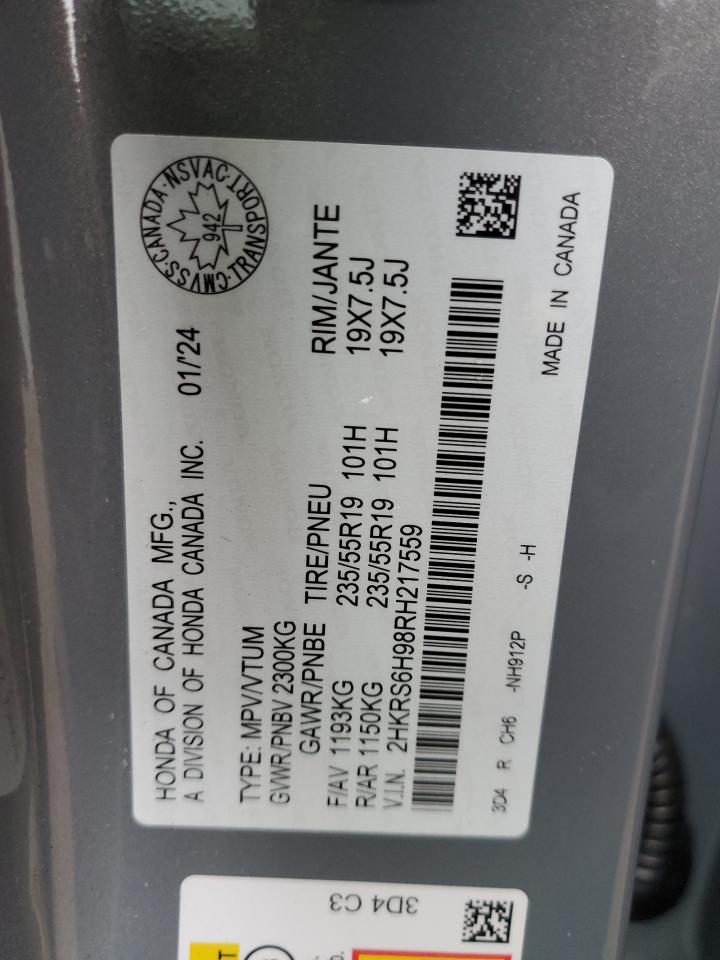 HONDA OF CANADA MFG.,
A DIVISION OF HONDA CANADA INC. 01/'24
CMVSS·CANADA·NSVAC·TRANSPORT
942
TYPE: MPV/VTUM
GVWR/PNBV 2300KG
GAWR/PNBE TIRE/PNEU RIM/JANTE
F/AV 1193KG 235/55R19 101H 19X7.5J
R/AR 1150KG 235/55R19 101H 19X7.5J
V.I.N. 2HKRS6H98RH217559
MADE IN CANADA
3D4 R CH6 -NH912P -S -H
3D4 C3